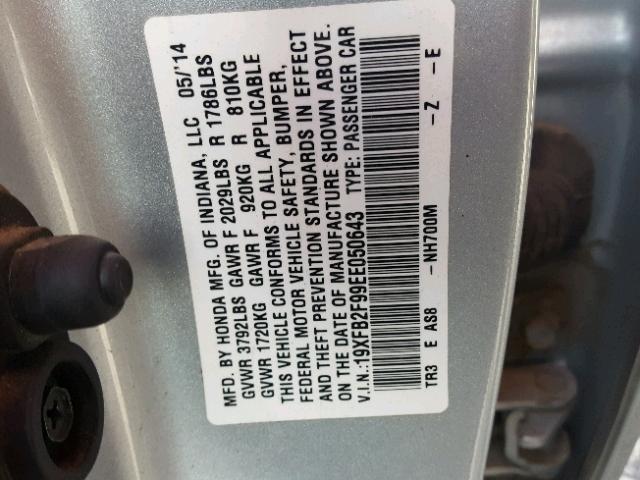 MFD. BY HONDA MFG. OF INDIANA, LLC 05/'14
GVWR 3792LBS GAWR F 2029LBS R 1786LBS
GVWR 1720KG GAWR F 920KG R 810KG
THIS VEHICLE CONFORMS TO ALL APPLICABLE
FEDERAL MOTOR VEHICLE SAFETY, BUMPER,
AND THEFT PREVENTION STANDARDS IN EFFECT
ON THE DATE OF MANUFACTURE SHOWN ABOVE.
V.I.N.:19XFB2F99EE050643 TYPE: PASSENGER CAR
TR3 E AS8 -NH700M -Z -E